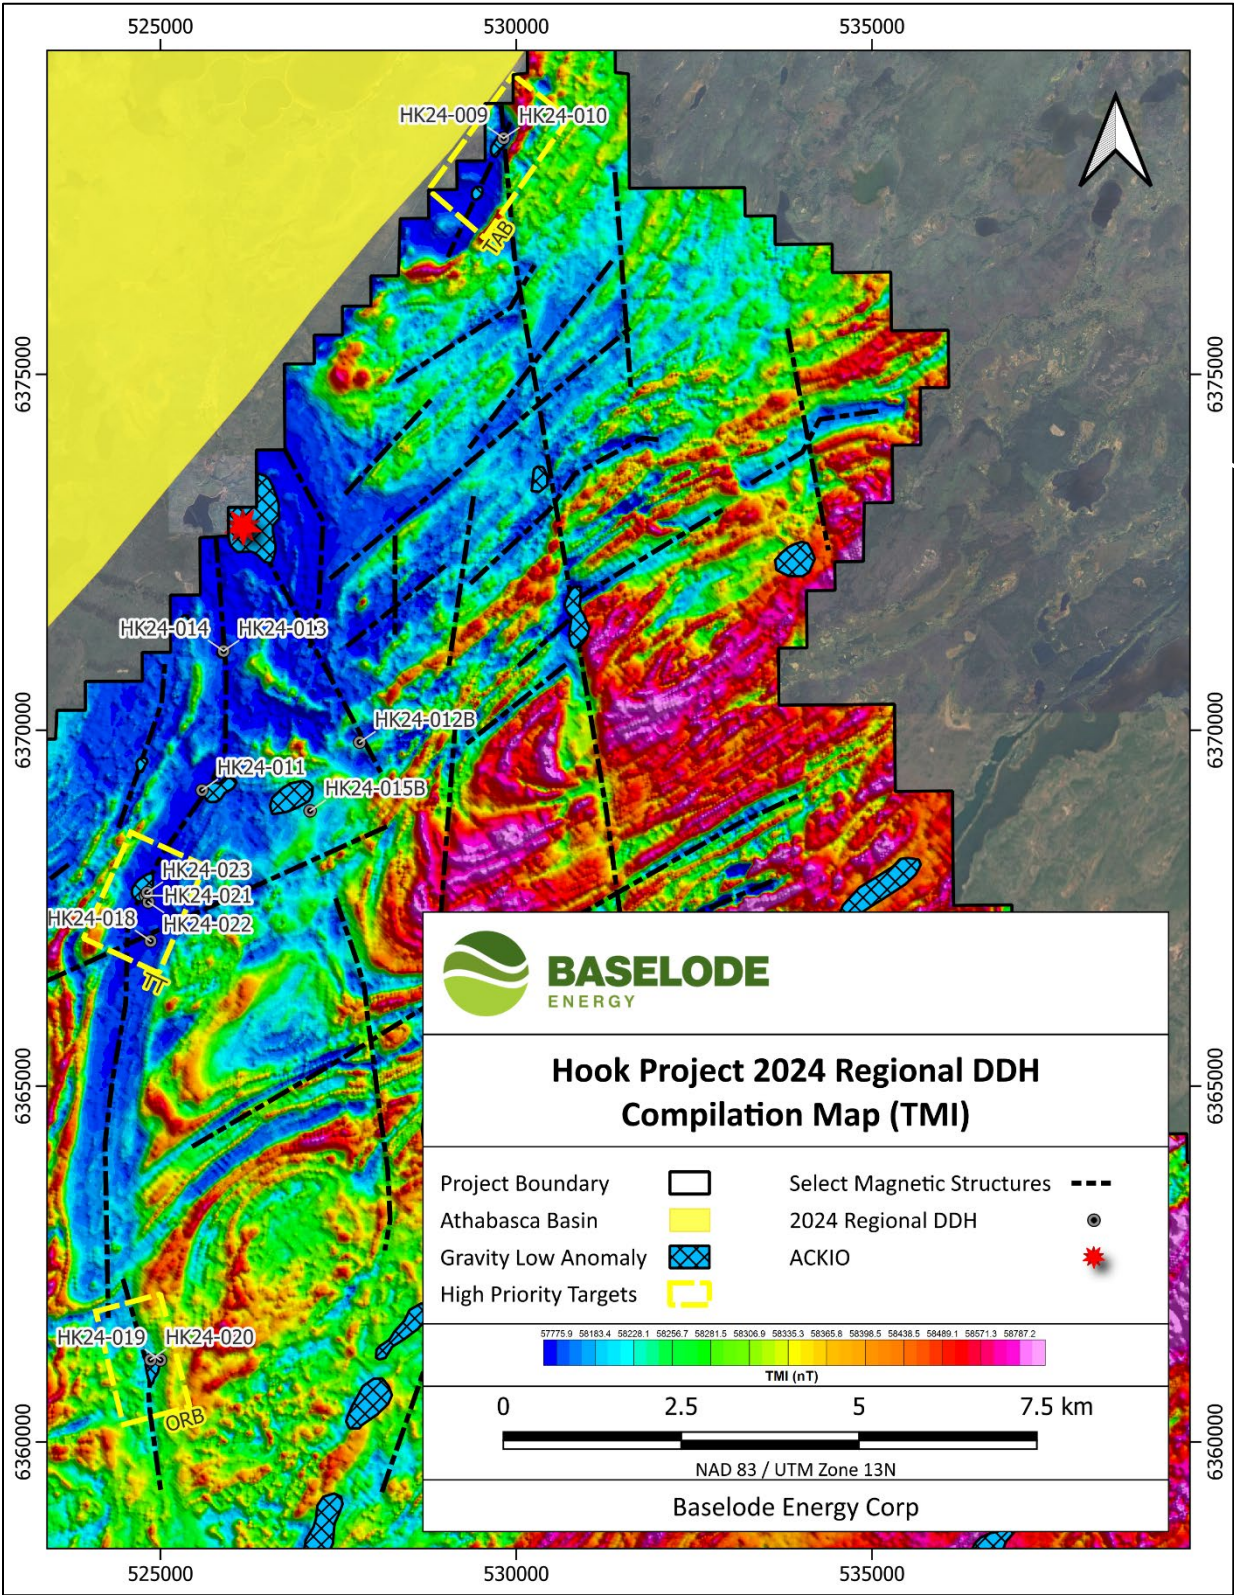 525000
530000
535000
HK24-009
HK24-010
TAB
6375000
6375000
HK24-014
HK24-013
HK24-012B
6370000
6370000
HK24-011
HK24-015B
HK24-023
HK24-021
HK24-018
HK24-022
TT
BASELODE
ENERGY
Hook Project 2024 Regional DDH
Compilation Map (TMI)
6365000
6365000
Project Boundary
Select Magnetic Structures
Athabasca Basin
2024 Regional DDH
Gravity Low Anomaly
ACKIO
High Priority Targets
HK24-019
HK24-020
ORB
57775.9 58183.4 58228.1 58256.7 58281.5 58306.9 58335.3 58365.8 58398.5 58438.5 58489.1 58571.3 58787.2
TMI (nT)
0 2.5 5 7.5 km
6360000
6360000
NAD 83 / UTM Zone 13N
Baselode Energy Corp
525000
530000
535000